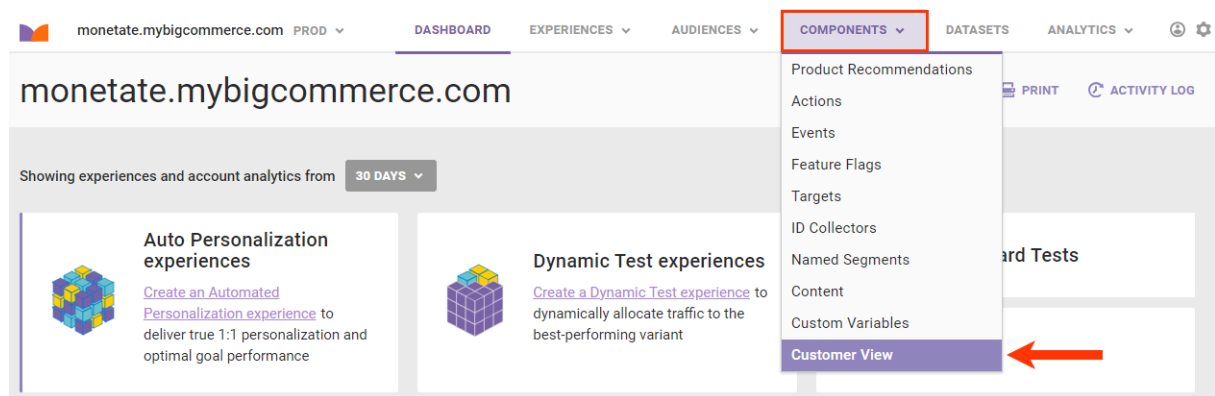 monetate.mybigcommerce.com PROD DASHBOARD EXPERIENCES AUDIENCES COMPONENTS DATASETS ANALYTICS
monetate.mybigcommerce.com
PRINT ACTIVITY LOG
Product Recommendations
Actions
Events
Feature Flags
Targets
ID Collectors
Named Segments
Content
Custom Variables
Customer View
Showing experiences and account analytics from 30 DAYS
Auto Personalization
experiences
Create an Automated
Personalization experience to
deliver true 1:1 personalization and
optimal goal performance
Dynamic Test experiences
Create a Dynamic Test experience to
dynamically allocate traffic to the
best-performing variant
Tests